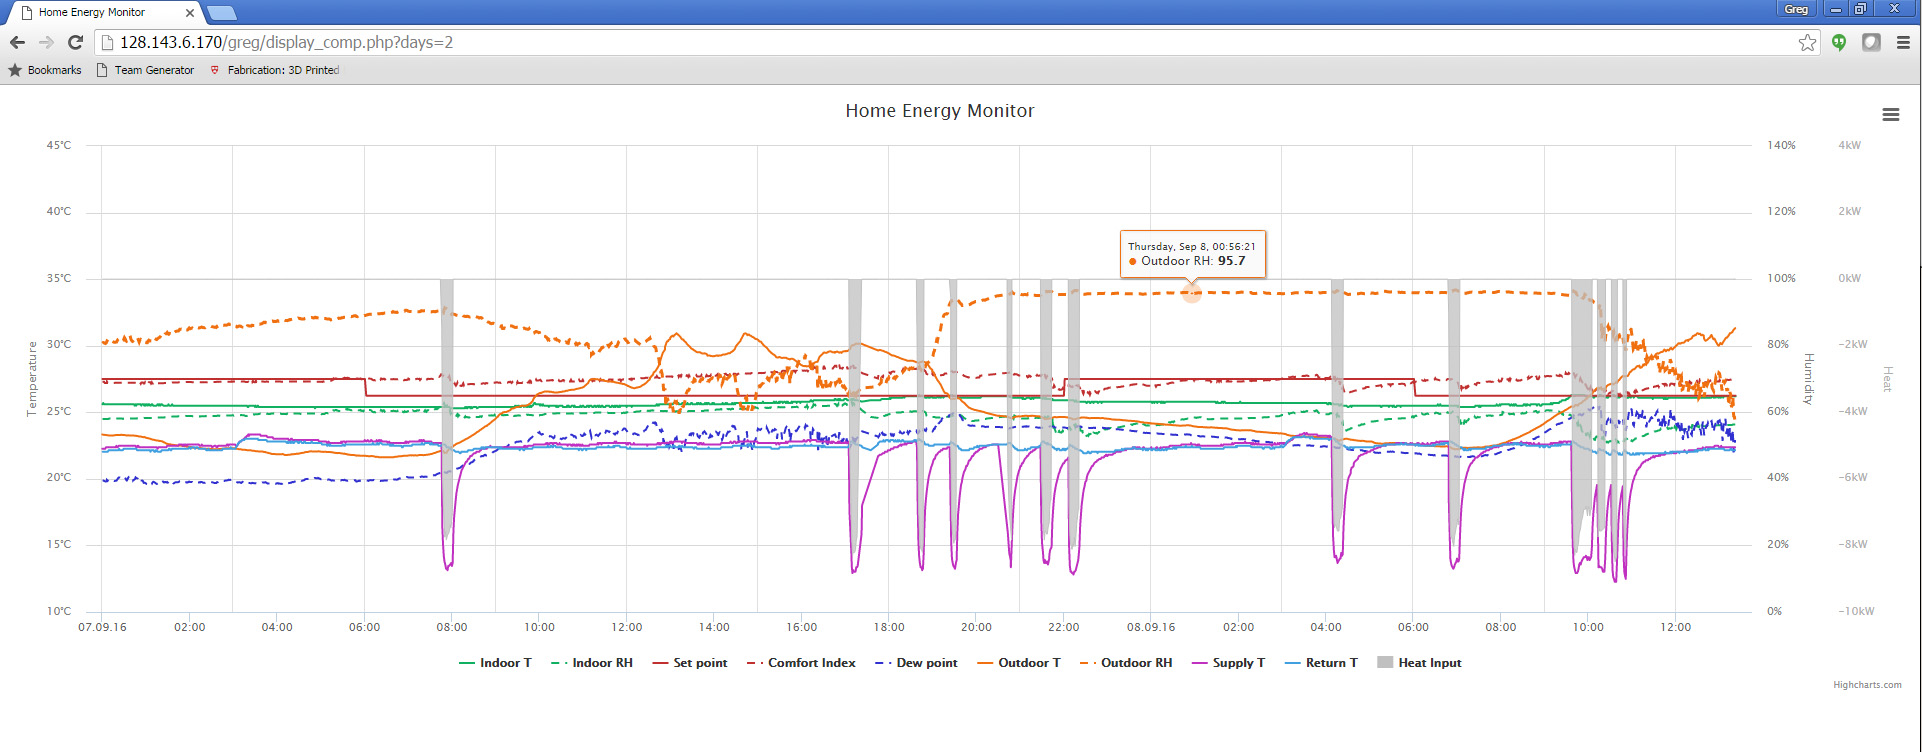 Home Energy Monitor
Greg
128.143.6.170/greg/display_comp.php?days=2
Bookmarks Team Generator Fabrication: 3D Printed
Home Energy Monitor
45°C 140% 4kW
40°C 120% 2kW
Thursday, Sep 8, 00:56:21
Outdoor RH: 95.7
35°C 100% 0kW
30°C 80% -2kW
Temperature
Humidity
Heat
25°C 60% -4kW
20°C 40% -6kW
15°C 20% -8kW
10°C 0% -10kW
07.09.16 02:00 04:00 06:00 08:00 10:00 12:00 14:00 16:00 18:00 20:00 22:00 08.09.16 02:00 04:00 06:00 08:00 10:00 12:00
Indoor T Indoor RH Set point Comfort Index Dew point Outdoor T Outdoor RH Supply T Return T Heat Input
Highcharts.com